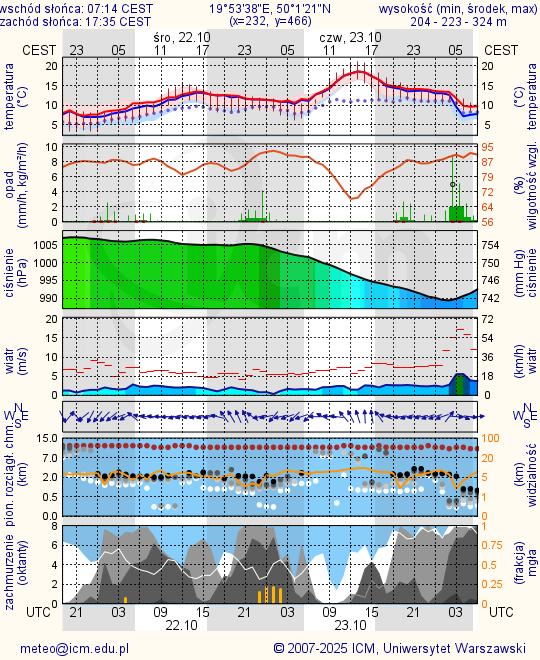 wschód słońca: 07:14 CEST 19°53'38"E, 50°1'21"N wysokość (min, środek, max)
zachód słońca: 17:35 CEST (x=232, y=466) 204 - 223 - 324 m
śro, 22.10 czw, 23.10
CEST 23 05 11 17 23 05 11 17 23 05 CEST
temperatura (°C) 20 15 10 5 20 15 10 5 (°C) temperatura
opad (mm/h, kg/m²/h) 10 8 6 4 2 0 95 87 79 72 64 56 (%) wilgotność wzgl.
ciśnienie (hPa) 1005 1000 995 990 754 750 746 742 (mm Hg) ciśnienie
wiatr (m/s) 20 15 10 5 0 72 54 36 18 0 (km/h) wiatr
N W E S N W E S
pion. rozciągł. chm. (km) 15.0 7.0 2.0 0.5 0.0 100 20 5 1 0 (km) widzialność
zachmurzenie (oktanty) 8 6 4 2 0 1 0.75 0.5 0.25 0 (frakcja) mgła
UTC 21 03 09 15 21 03 09 15 21 03 UTC
22.10 23.10
meteo@icm.edu.pl © 2007-2025 ICM, Uniwersytet Warszawski